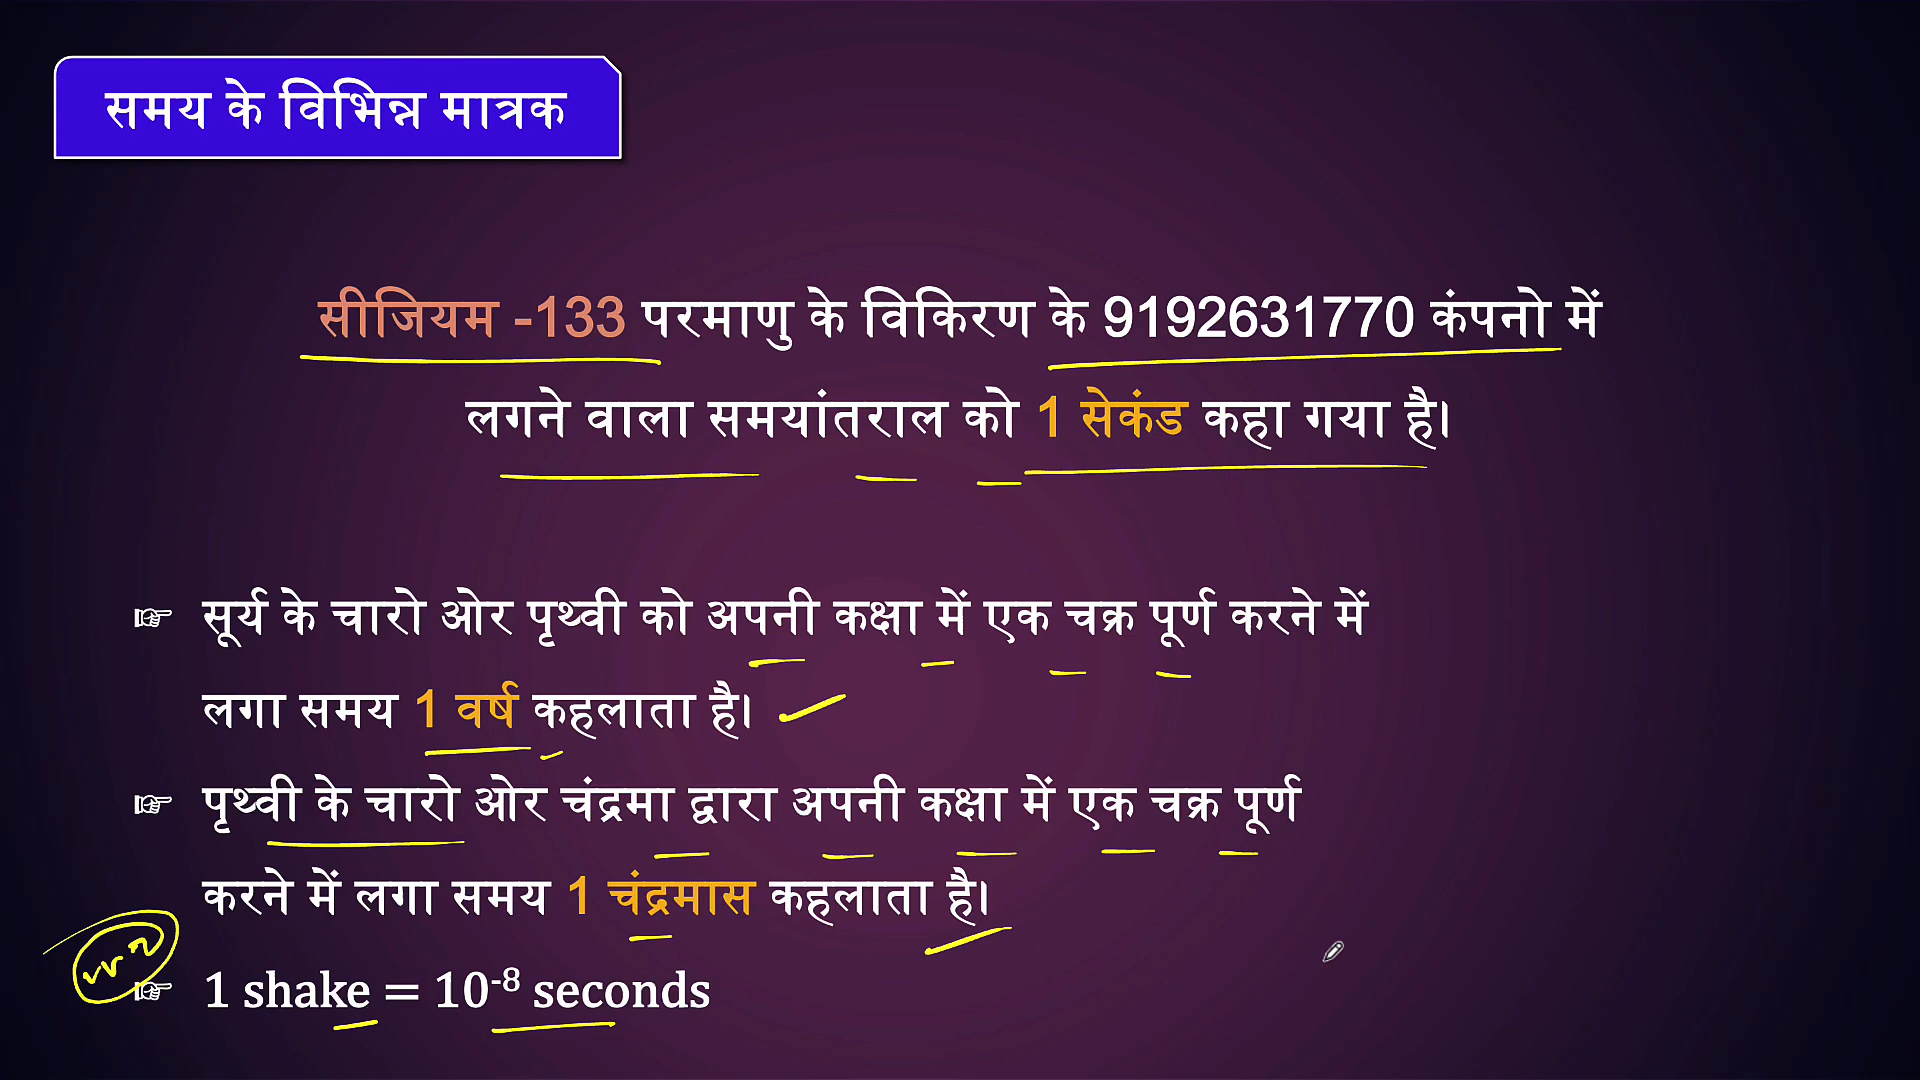 समय के विभिन्न मात्रक
सीजियम -133 परमाणु के विकिरण के 9192631770 कंपनो में
लगने वाला समयांतराल को 1 सेकंड कहा गया है।
☞ सूर्य के चारो ओर पृथ्वी को अपनी कक्षा में एक चक्र पूर्ण करने में
लगा समय 1 वर्ष कहलाता है।
☞ पृथ्वी के चारो ओर चंद्रमा द्वारा अपनी कक्षा में एक चक्र पूर्ण
करने में लगा समय 1 चंद्रमास कहलाता है।
☞ 1 shake = 10⁻⁸ seconds